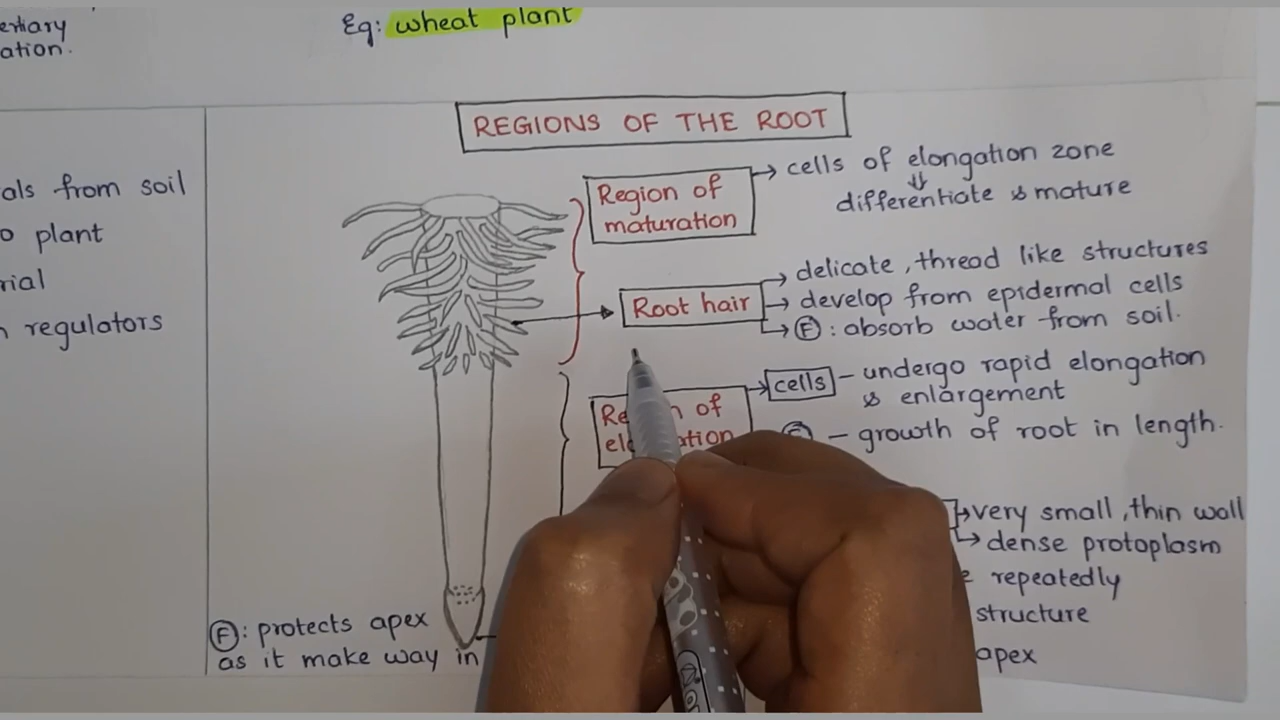 ertiary
ation.
Eg: wheat plant
REGIONS OF THE ROOT
als from soil
o plant
rial
n regulators
Region of
maturation
→ cells of elongation zone
⇓
differentiate & mature
Root hair
→ delicate, thread like structures
→ develop from epidermal cells
→ (F): absorb water from soil.
of
cells – undergo rapid elongation
& enlargement
– growth of root in length.
→ very small, thin wall
→ dense protoplasm
repeatedly
structure
apex
(F): protects apex
as it make way in